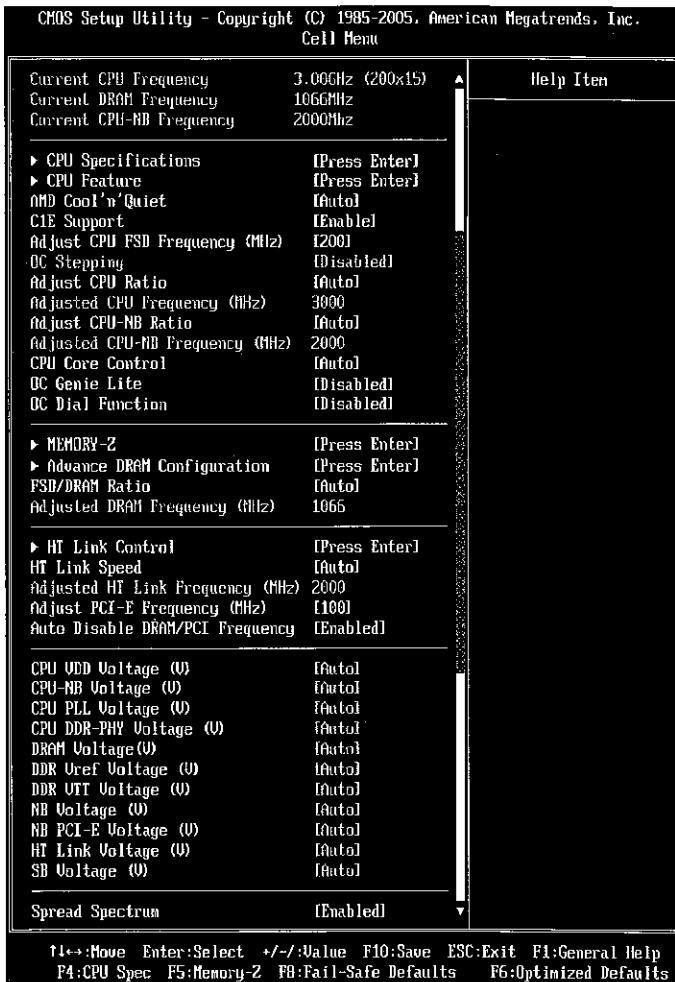 CMOS Setup Utility - Copyright (C) 1985-2005, American Megatrends, Inc.
Cell Menu
Current CPU Frequency 3.00GHz (200x15)
Current DRAM Frequency 1066MHz
Current CPU-NB Frequency 2000Mhz
Help Item
▶ CPU Specifications [Press Enter]
▶ CPU Feature [Press Enter]
AMD Cool'n'Quiet [Auto]
C1E Support [Enable]
Adjust CPU FSB Frequency (MHz) [200]
OC Stepping [Disabled]
Adjust CPU Ratio [Auto]
Adjusted CPU Frequency (MHz) 3000
Adjust CPU-NB Ratio [Auto]
Adjusted CPU-NB Frequency (MHz) 2000
CPU Core Control [Auto]
OC Genie Lite [Disabled]
OC Dial Function [Disabled]
▶ MEMORY-Z [Press Enter]
▶ Advance DRAM Configuration [Press Enter]
FSB/DRAM Ratio [Auto]
Adjusted DRAM Frequency (MHz) 1066
▶ HT Link Control [Press Enter]
HT Link Speed [Auto]
Adjusted HT Link Frequency (MHz) 2000
Adjust PCI-E Frequency (MHz) [100]
Auto Disable DRAM/PCI Frequency [Enabled]
CPU VDD Voltage (V) [Auto]
CPU-NB Voltage (V) [Auto]
CPU PLL Voltage (V) [Auto]
CPU DDR-PHY Voltage (V) [Auto]
DRAM Voltage(V) [Auto]
DDR Vref Voltage (V) [Auto]
DDR VTT Voltage (V) [Auto]
NB Voltage (V) [Auto]
NB PCI-E Voltage (V) [Auto]
HT Link Voltage (V) [Auto]
SB Voltage (V) [Auto]
Spread Spectrum [Enabled]
↑↓←→:Move Enter:Select +/-/:Value F10:Save ESC:Exit F1:General Help
F4:CPU Spec F5:Memory-Z F8:Fail-Safe Defaults F6:Optimized Defaults